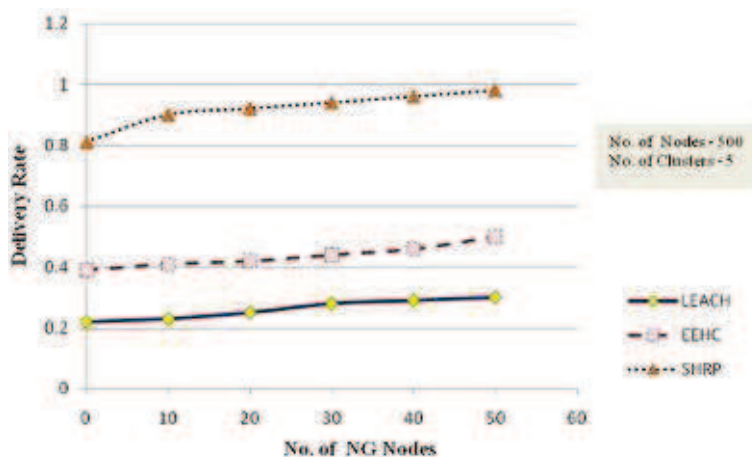 1.2
1
0.8
0.6
0.4
0.2
0
Delivery Rate
0 10 20 30 40 50 60
No. of NG Nodes
No. of Nodes - 500
No. of Clusters - 5
LEACH
EEHC
SHRP